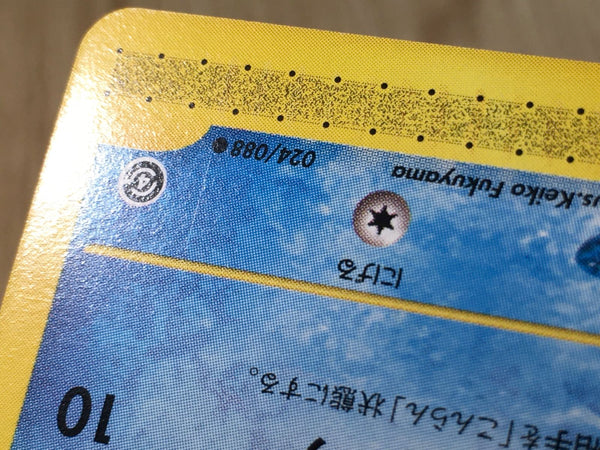 10
相手を「こんらん」状態にする。
にげる
us.Keiko Fukuyama
024/088 ●